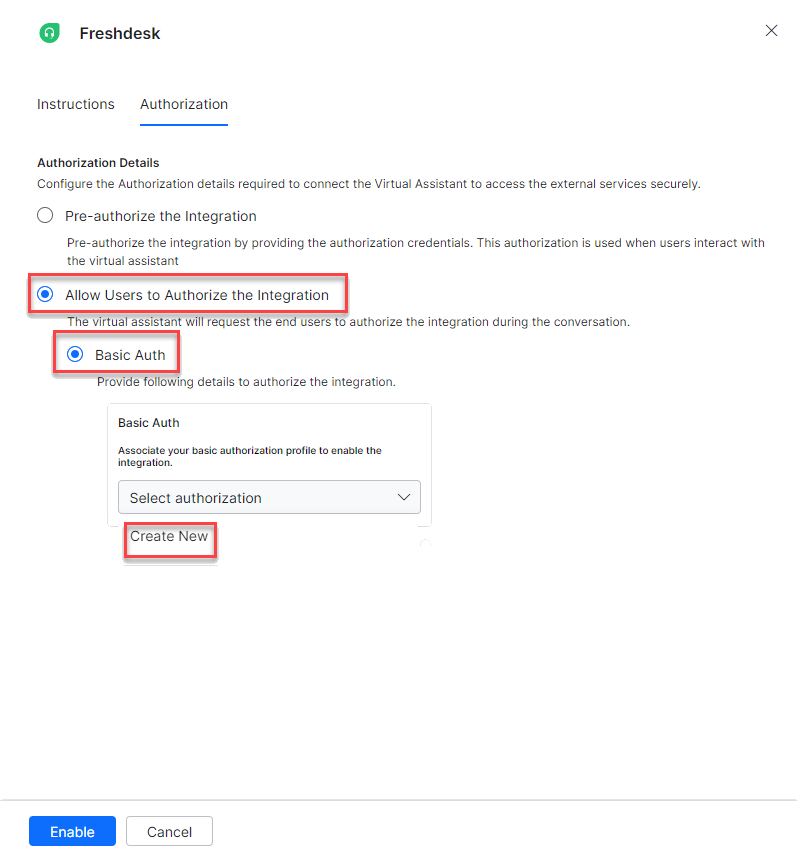 Freshdesk
Instructions
Authorization
Authorization Details
Configure the Authorization details required to connect the Virtual Assistant to access the external services securely.
Pre-authorize the Integration
Pre-authorize the integration by providing the authorization credentials. This authorization is used when users interact with
the virtual assistant
Allow Users to Authorize the Integration
The virtual assistant will request the end users to authorize the integration during the conversation.
Basic Auth
Provide following details to authorize the integration.
Basic Auth
Associate your basic authorization profile to enable the
integration.
Select authorization
Create New
Enable
Cancel